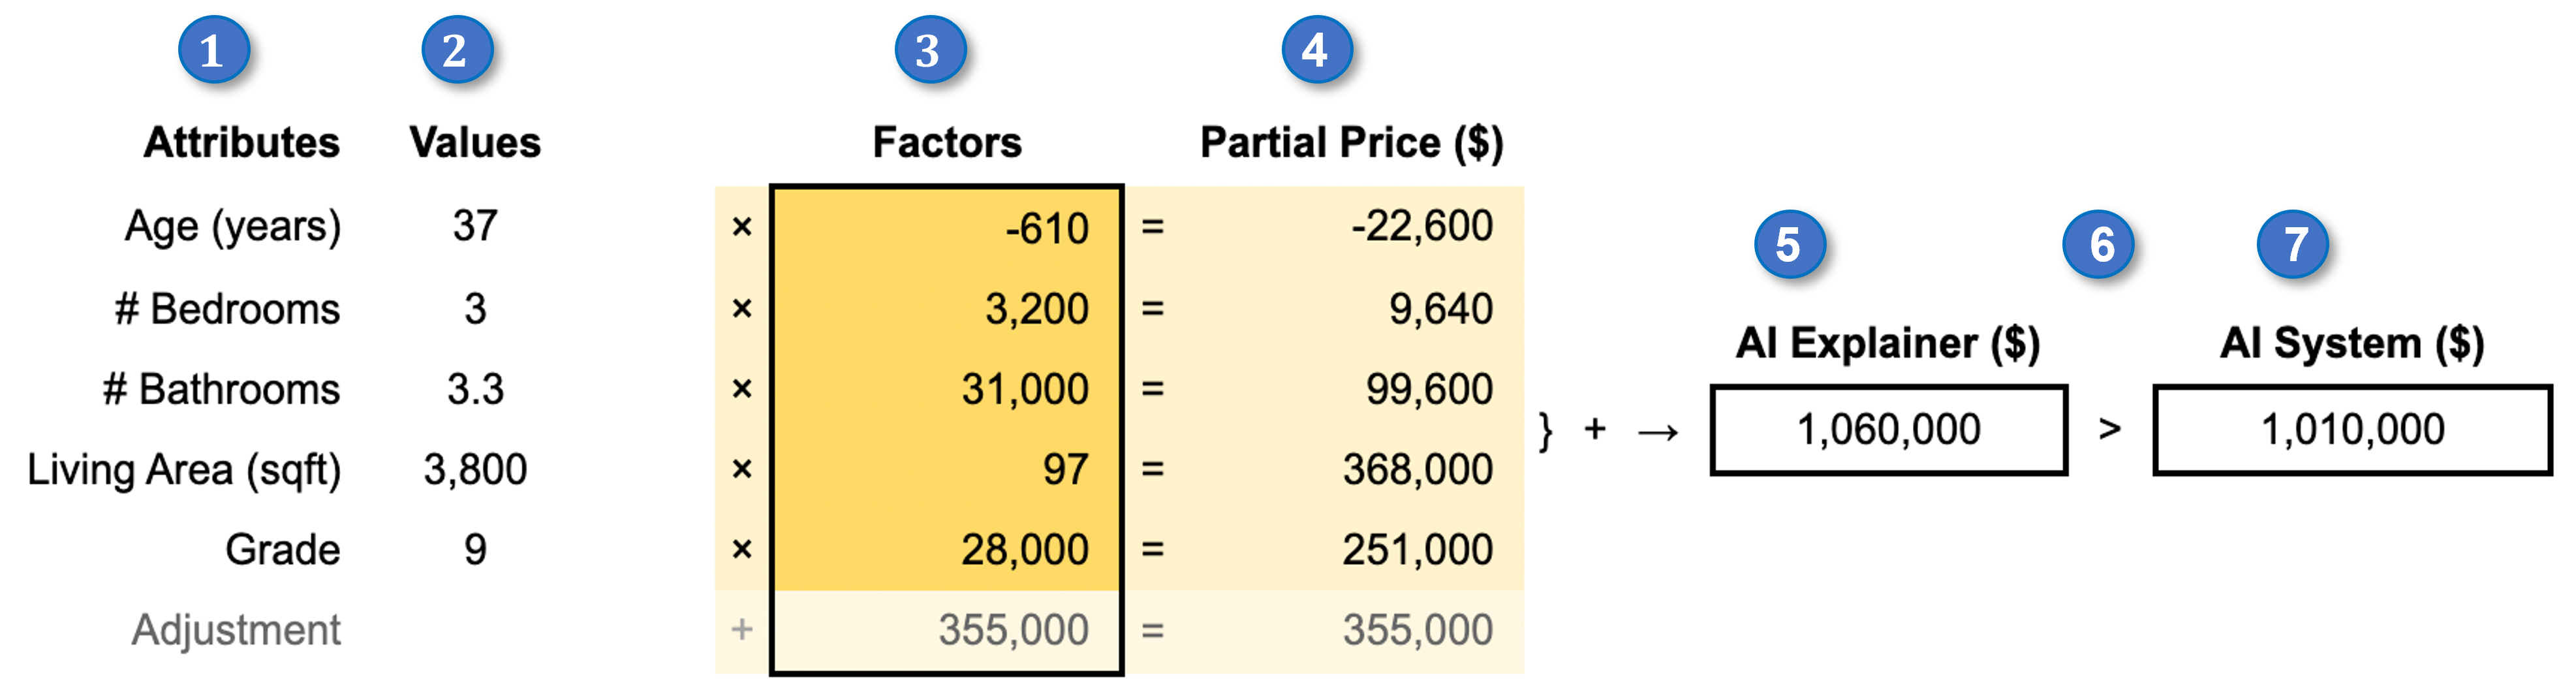 1 2 3 4
Attributes Values Factors Partial Price ($)
Age (years) 37 × -610 = -22,600
5 6 7
# Bedrooms 3 × 3,200 = 9,640
AI Explainer ($) AI System ($)
# Bathrooms 3.3 × 31,000 = 99,600
} + → 1,060,000 > 1,010,000
Living Area (sqft) 3,800 × 97 = 368,000
Grade 9 × 28,000 = 251,000
Adjustment + 355,000 = 355,000